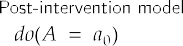 Post-intervention model
do(A = a₀)